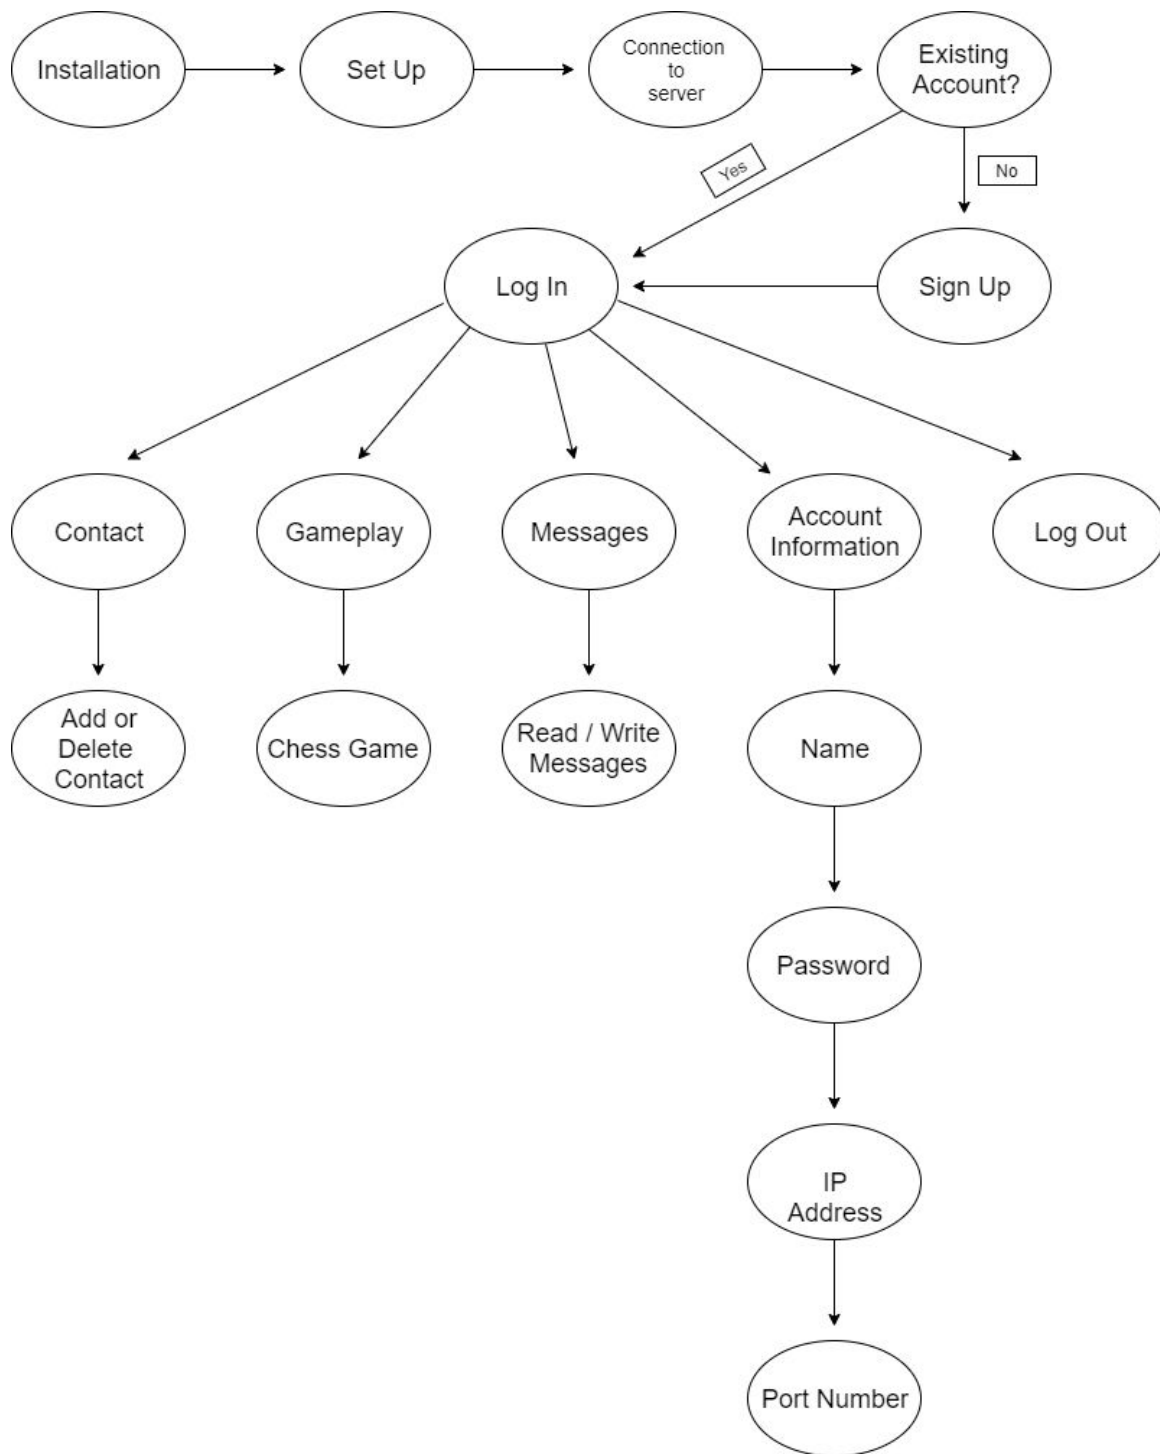 Installation
Set Up
Connection
to
server
Existing
Account?
Yes
No
Log In
Sign Up
Contact
Gameplay
Messages
Account
Information
Log Out
Add or
Delete
Contact
Chess Game
Read / Write
Messages
Name
Password
IP
Address
Port Number